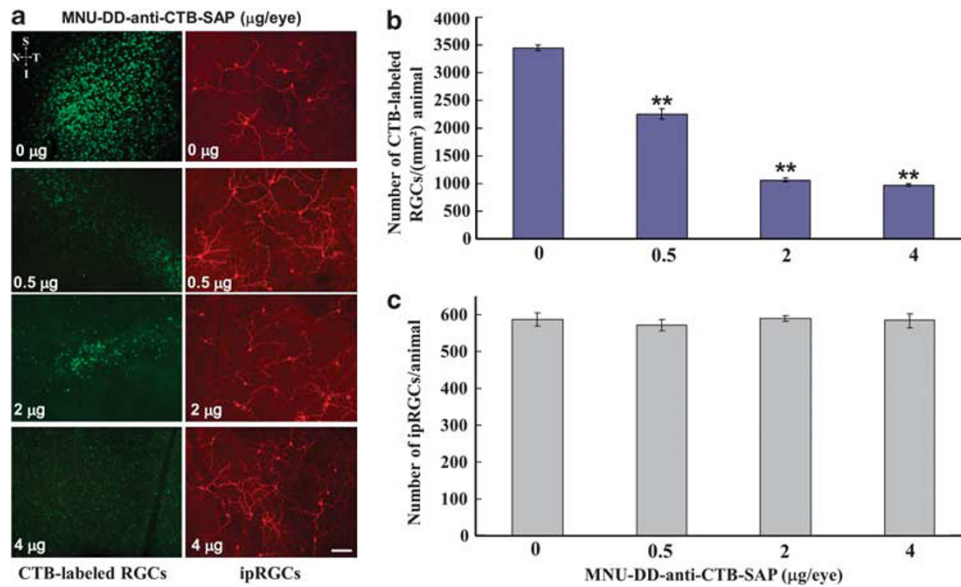 a
MNU-DD-anti-CTB-SAP (µg/eye)
S
N T
I
0 µg
0 µg
0.5 µg
0.5 µg
2 µg
2 µg
4 µg
4 µg
CTB-labeled RGCs
ipRGCs
b
Number of CTB-labeled
RGCs/(mm²) animal
4000
3500
3000
2500
2000
1500
1000
500
0
**
**
**
0
0.5
2
4
c
Number of ipRGCs/animal
600
500
400
300
200
100
0
0
0.5
2
4
MNU-DD-anti-CTB-SAP (µg/eye)